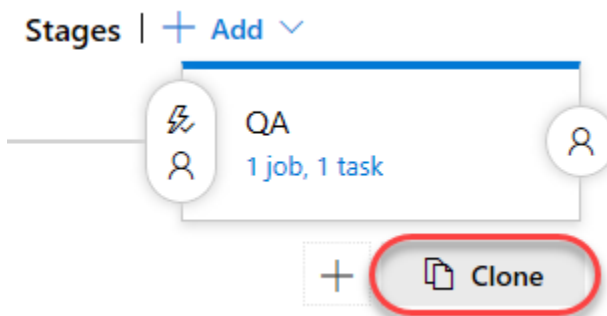 Stages | + Add
QA
1 job, 1 task
+ Clone